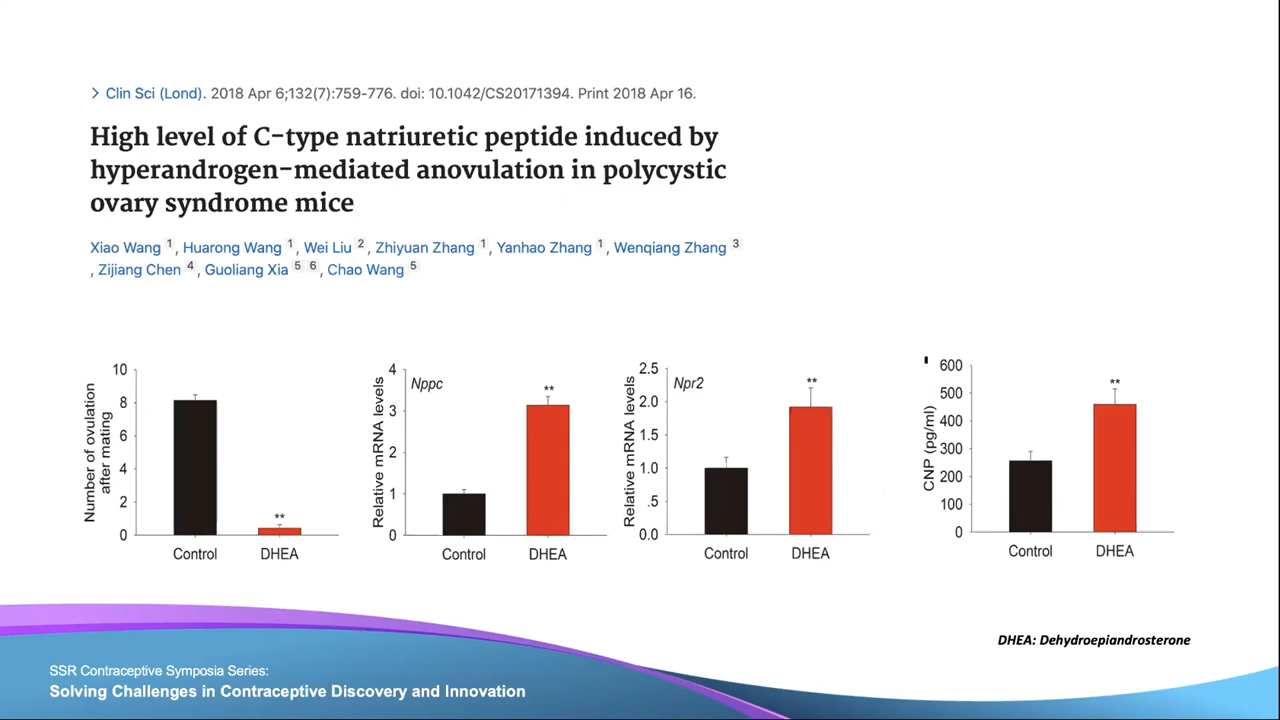 > Clin Sci (Lond). 2018 Apr 6;132(7):759-776. doi: 10.1042/CS20171394. Print 2018 Apr 16.
High level of C-type natriuretic peptide induced by
hyperandrogen-mediated anovulation in polycystic
ovary syndrome mice
Xiao Wang 1, Huarong Wang 1, Wei Liu 2, Zhiyuan Zhang 1, Yanhao Zhang 1, Wenqiang Zhang 3
, Zijiang Chen 4, Guoliang Xia 5 6, Chao Wang 5
Number of ovulation
after mating
10
8
6
4
2
0
**
Control DHEA
Relative mRNA levels
Nppc
4
3
2
1
0
**
Control DHEA
Relative mRNA levels
Npr2
2.5
2.0
1.5
1.0
.5
0.0
**
Control DHEA
CNP (pg/ml)
600
500
400
300
200
100
0
**
Control DHEA
DHEA: Dehydroepiandrosterone
SSR Contraceptive Symposia Series:
Solving Challenges in Contraceptive Discovery and Innovation